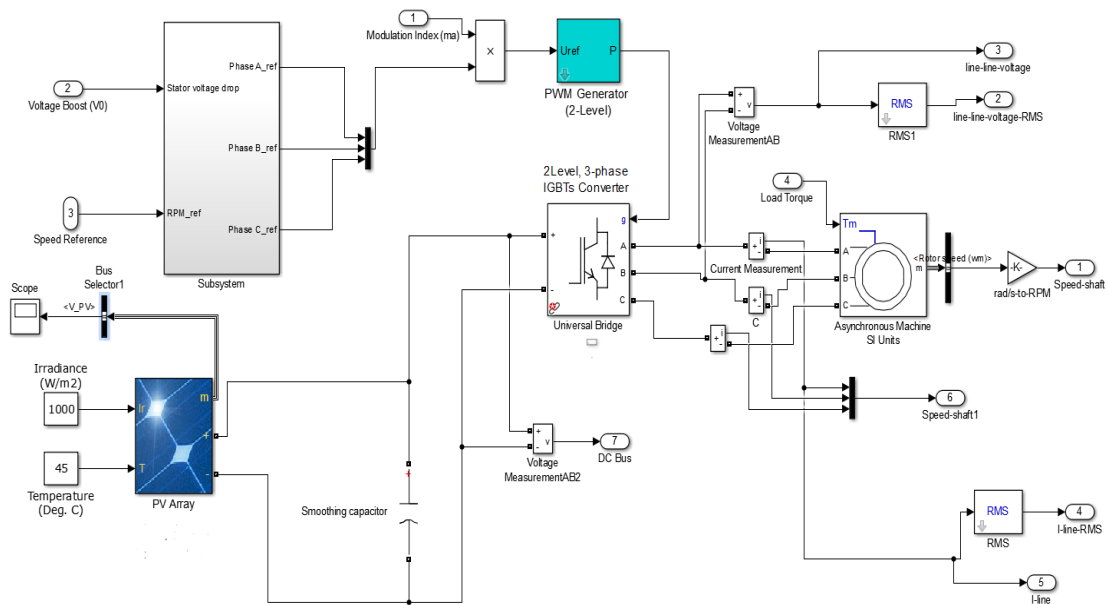 1
Modulation Index (ma)
×
Uref
P
PWM Generator
(2-Level)
2
Voltage Boost (V0)
Stator voltage drop
Phase A_ref
Phase B_ref
Phase C_ref
RPM_ref
3
Speed Reference
Subsystem
+
-
v
Voltage
MeasurementAB
3
line-line-voltage
RMS
RMS1
2
line-line-voltage-RMS
2Level, 3-phase
IGBTs Converter
+
-
g
A
B
C
Universal Bridge
4
Load Torque
i
+
-
Current Measurement
i
+
-
C
i
+
-
Tm
A
B
C
m
Asynchronous Machine
SI Units
<Rotor speed (wm)>
-K-
rad/s-to-RPM
1
Speed-shaft
Bus
Selector1
Scope
<V_PV>
Irradiance
(W/m2)
1000
45
Temperature
(Deg. C)
Ir
T
m
+
-
PV Array
+
Smoothing capacitor
+
-
v
Voltage
MeasurementAB2
7
DC Bus
6
Speed-shaft1
RMS
RMS
4
I-line-RMS
5
I-line